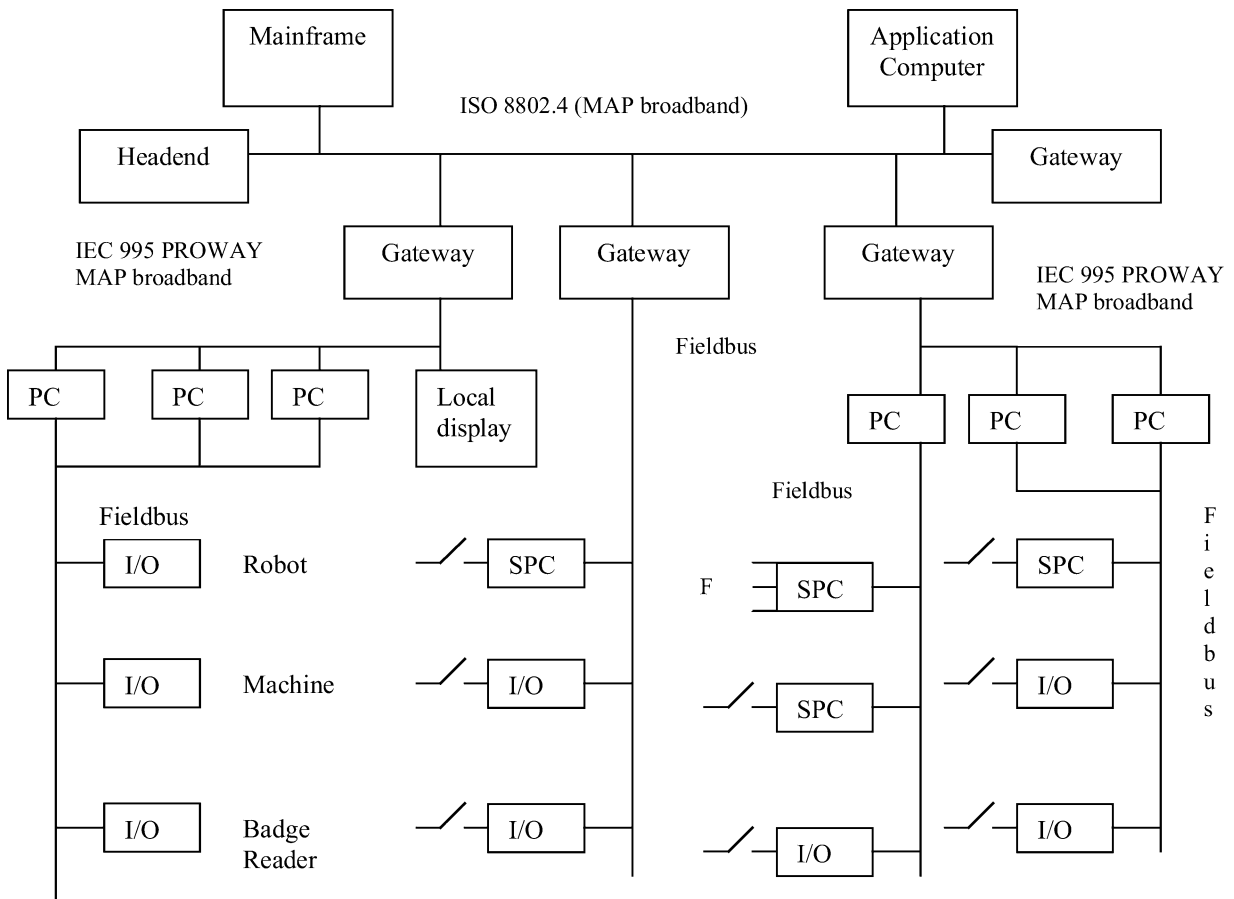 Mainframe
Application
Computer
ISO 8802.4 (MAP broadband)
Headend
Gateway
IEC 995 PROWAY
MAP broadband
Gateway
Gateway
Gateway
IEC 995 PROWAY
MAP broadband
Fieldbus
PC
PC
PC
Local
display
PC
PC
PC
Fieldbus
Fieldbus
Fieldbus
I/O
Robot
SPC
F
SPC
SPC
I/O
Machine
I/O
SPC
I/O
I/O
Badge
Reader
I/O
I/O
I/O